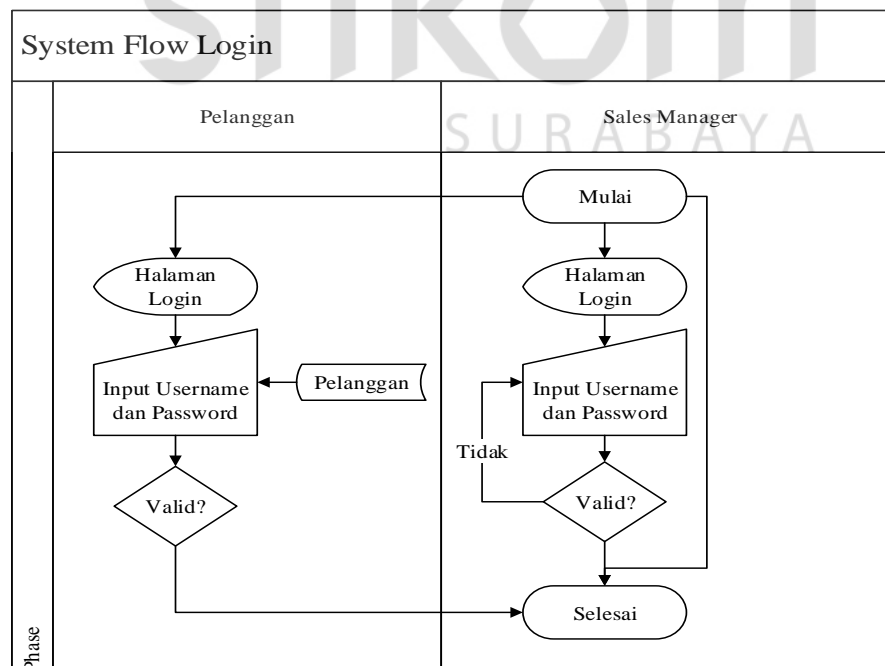 System Flow Login
Pelanggan
Sales Manager
SURABAYA
Mulai
Halaman
Login
Halaman
Login
Input Username
dan Password
Pelanggan
Input Username
dan Password
Tidak
Valid?
Valid?
Selesai
Phase